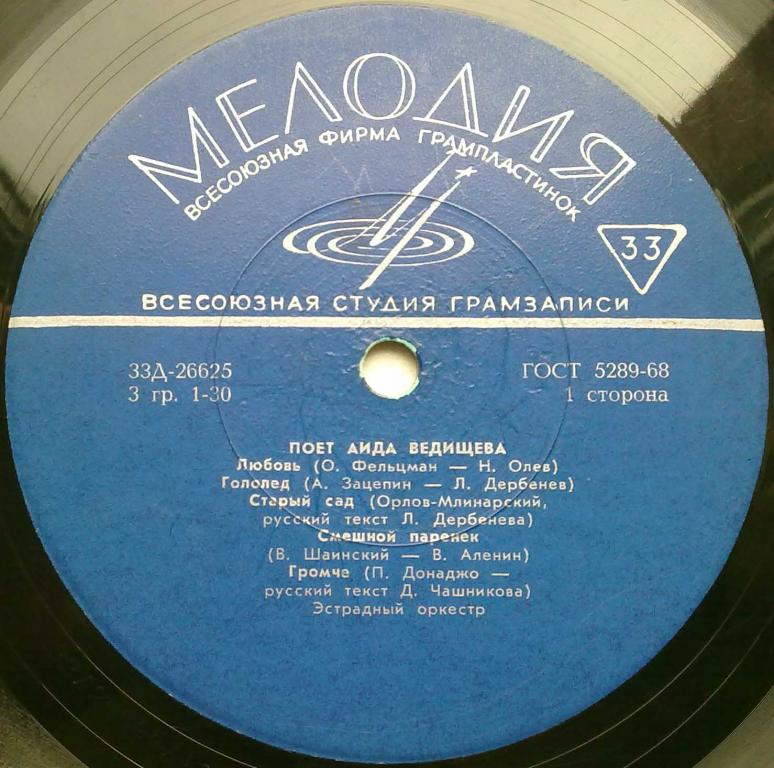 МЕЛОДИЯ
ВСЕСОЮЗНАЯ ФИРМА ГРАМПЛАСТИНОК
33
ВСЕСОЮЗНАЯ СТУДИЯ ГРАМЗАПИСИ
33Д-26625 ГОСТ 5289-68
3 гр. 1-30 1 сторона
ПОЕТ АИДА ВЕДИЩЕВА
Любовь (О. Фельцман — Н. Олев)
Гололед (А. Зацепин — Л. Дербенев)
Старый сад (Орлов-Млинарский,
русский текст Л. Дербенева)
Смешной паренек
(В. Шаинский — В. Аленин)
Громче (П. Донаджо —
русский текст Д. Чашникова)
Эстрадный оркестр